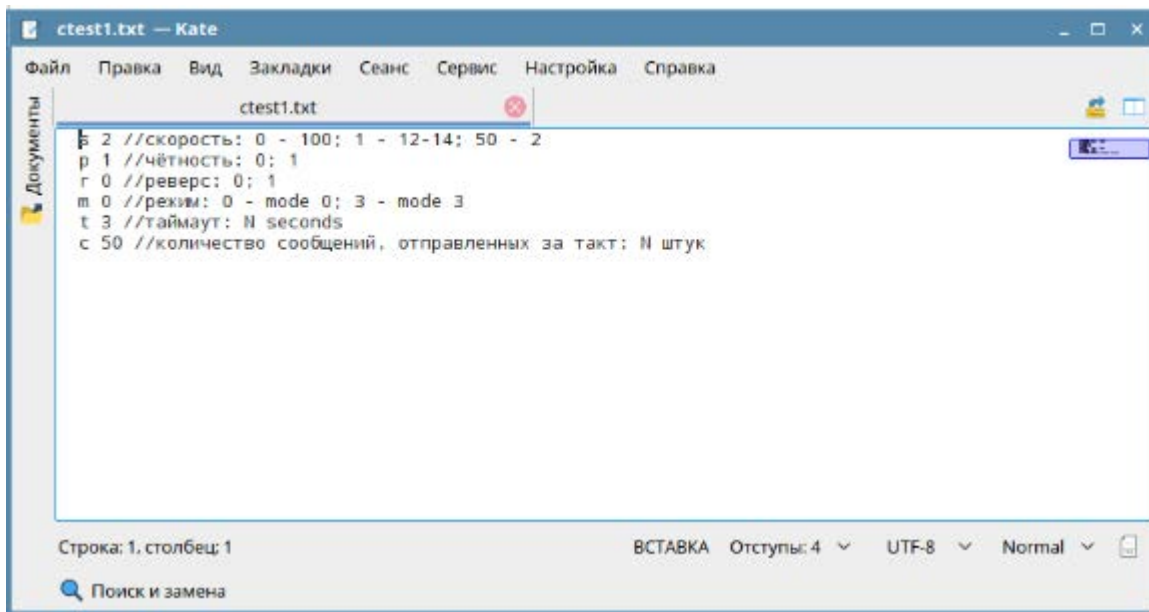 ctest1.txt — Kate
Файл Правка Вид Закладки Сеанс Сервис Настройка Справка
Документы
ctest1.txt
s 2 //скорость: 0 - 100; 1 - 12-14; 50 - 2
p 1 //чётность: 0; 1
r 0 //реверс: 0; 1
m 0 //режим: 0 - mode 0; 3 - mode 3
t 3 //таймаут: N seconds
c 50 //количество сообщений, отправленных за такт: N штук
Строка: 1, столбец: 1 ВСТАВКА Отступы: 4 UTF-8 Normal
Поиск и замена